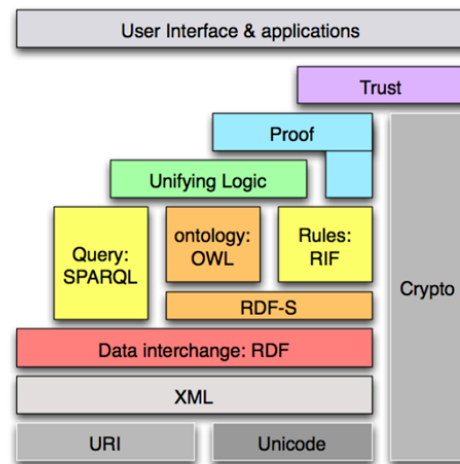 User Interface & applications
Trust
Proof
Unifying Logic
Query:
SPARQL
ontology:
OWL
Rules:
RIF
Crypto
RDF-S
Data interchange: RDF
XML
URI
Unicode